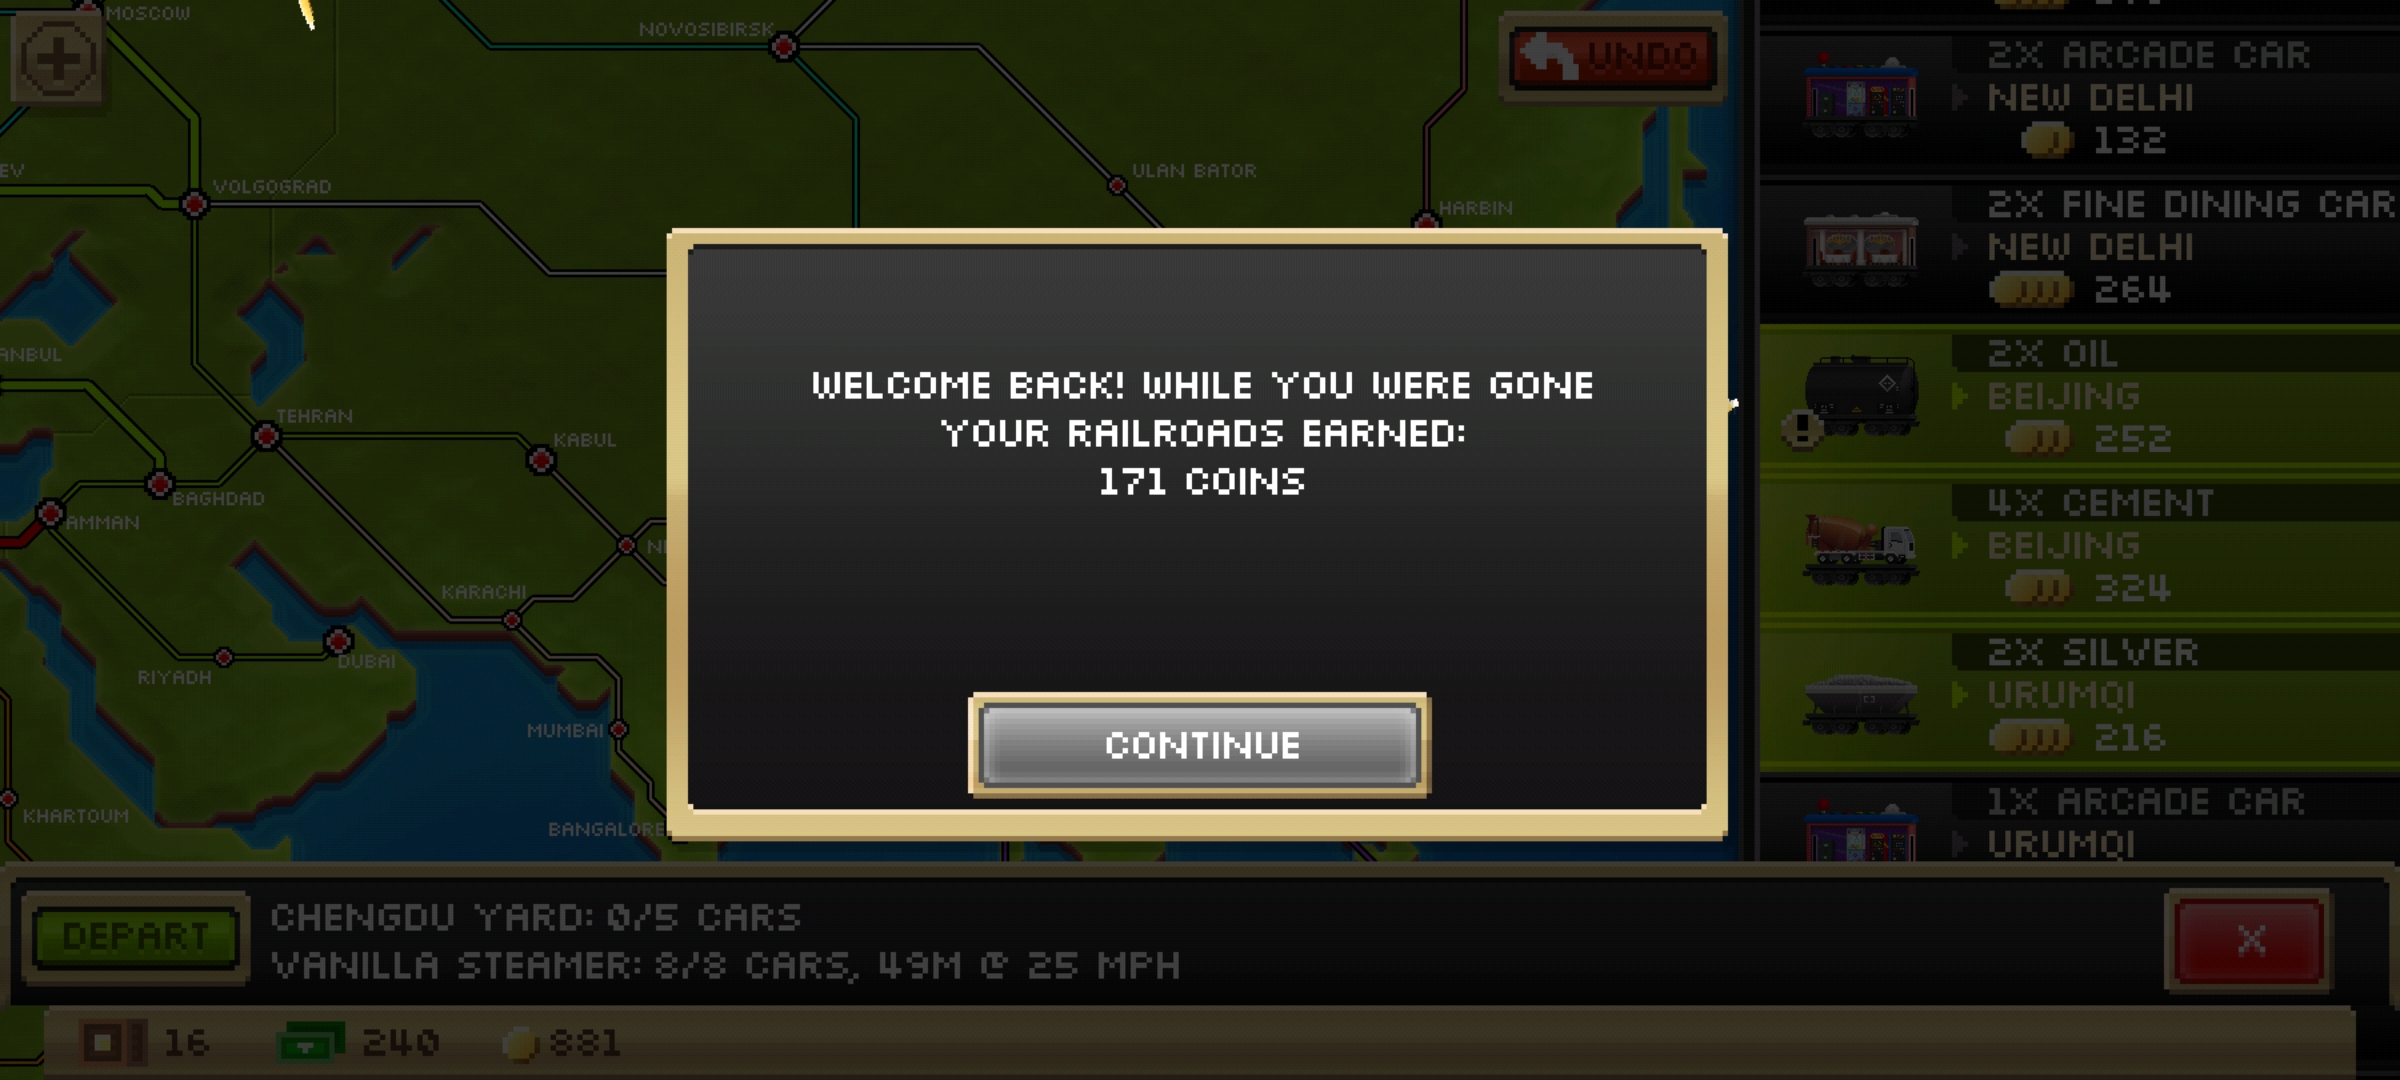 MOSCOW
NOVOSIBIRSK
UNDO
ULAN BATOR
EV
VOLGOGRAD
HARBIN
ANBUL
TEHRAN
KABUL
BAGHDAD
AMMAN
KARACHI
RIYADH
DUBAI
MUMBAI
KHARTOUM
BANGALORE
WELCOME BACK! WHILE YOU WERE GONE
YOUR RAILROADS EARNED:
171 COINS
CONTINUE
2X ARCADE CAR
NEW DELHI
132
2X FINE DINING CAR
NEW DELHI
264
2X OIL
BEIJING
252
4X CEMENT
BEIJING
324
2X SILVER
URUMQI
216
1X ARCADE CAR
URUMQI
DEPART
CHENGDU YARD: 0/5 CARS
VANILLA STEAMER: 8/8 CARS, 49M @ 25 MPH
X
16
240
881